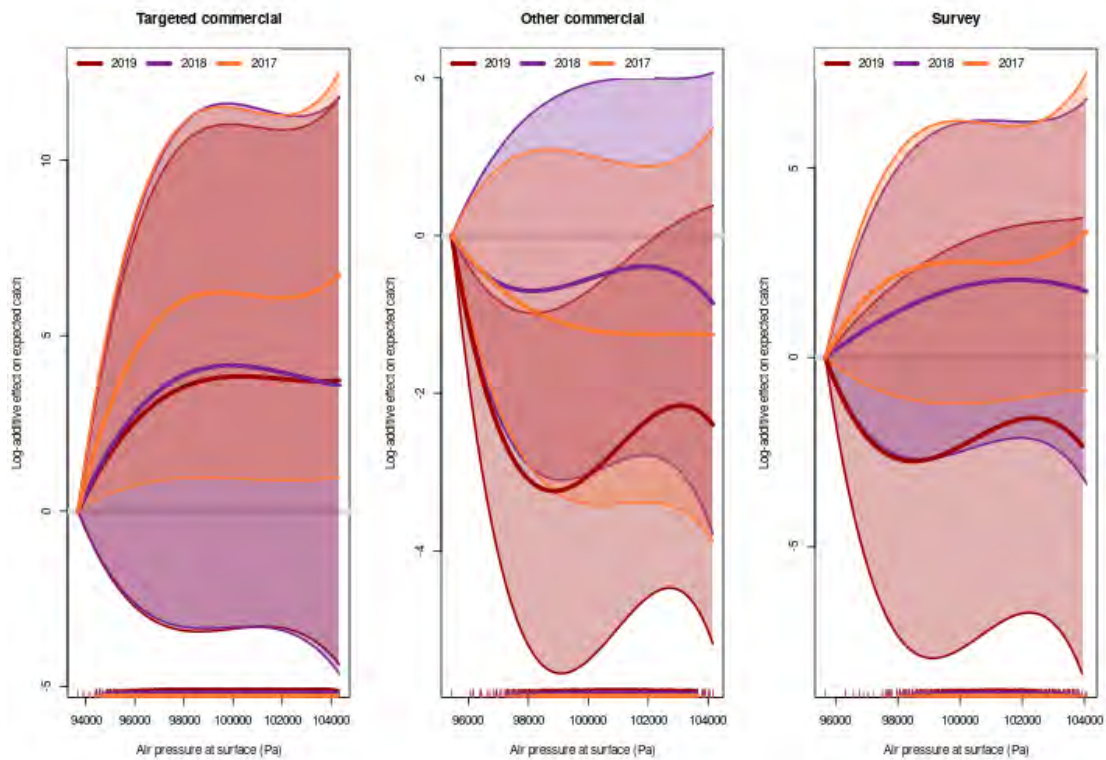 Targeted commercial
2019 2018 2017
Log-additive effect on expected catch
10
5
0
-5
94000 96000 98000 100000 102000 104000
Air pressure at surface (Pa)
Other commercial
2019 2018 2017
Log-additive effect on expected catch
2
0
-2
-4
96000 98000 100000 102000 104000
Air pressure at surface (Pa)
Survey
2019 2018 2017
Log-additive effect on expected catch
5
0
-5
96000 98000 100000 102000 104000
Air pressure at surface (Pa)